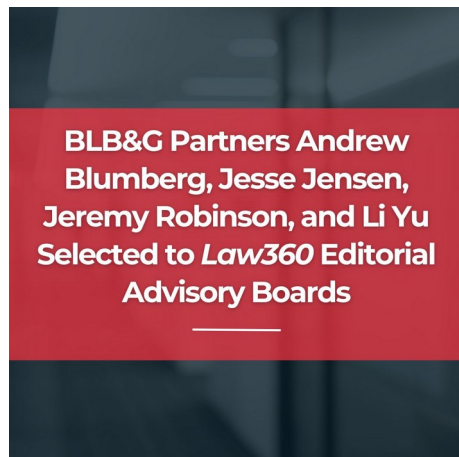 BLB&G Partners Andrew
Blumberg, Jesse Jensen,
Jeremy Robinson, and Li Yu
Selected to Law360 Editorial
Advisory Boards